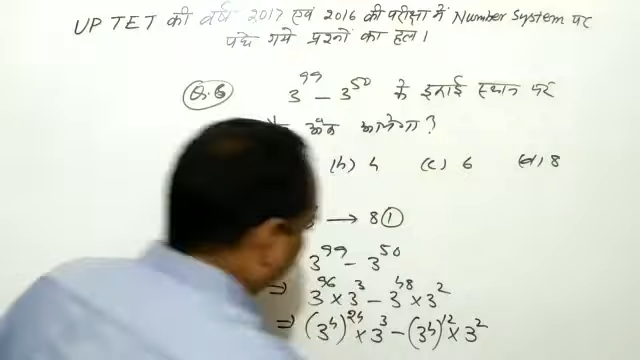 UP TET की वर्ष 2017 एवं 2016 की परीक्षा में Number System पर
पूछे गये प्रश्नों का हल।
Q.6 3^99 - 3^50 के इकाई स्थान पर
अंक आयेगा?
(b) 4 (c) 6 (d) 8
→ 8①
3^99 - 3^50
⇒ 3^96 × 3^3 - 3^48 × 3^2
⇒ (3^4)^24 × 3^3 - (3^4)^12 × 3^2